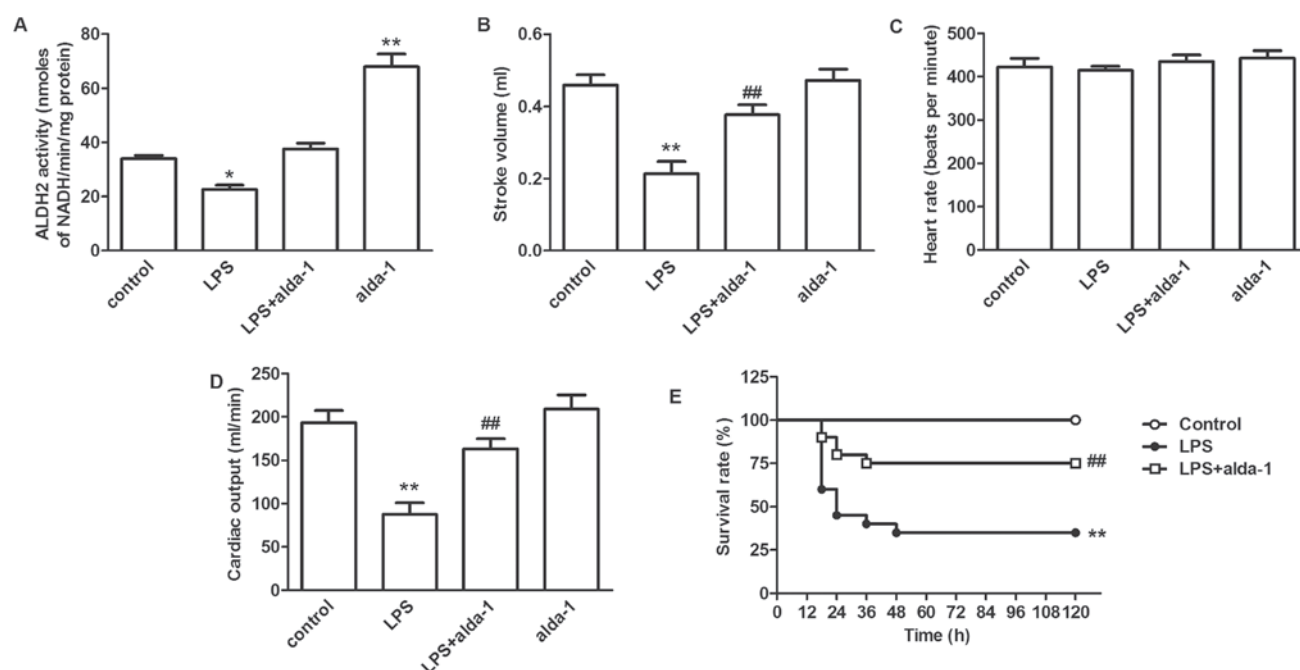 A
ALDH2 activity (nmoles
of NADH/min/mg protein)
80
60
40
20
0
*
**
control
LPS
LPS+alda-1
alda-1
B
Stroke volume (ml)
0.6
0.4
0.2
0.0
**
##
control
LPS
LPS+alda-1
alda-1
C
Heart rate (beats per minute)
500
400
300
200
100
0
control
LPS
LPS+alda-1
alda-1
D
Cardiac output (ml/min)
250
200
150
100
50
0
**
##
control
LPS
LPS+alda-1
alda-1
E
Survival rate (%)
125
100
75
50
25
0
##
**
0 12 24 36 48 60 72 84 96 108 120
Time (h)
Control
LPS
LPS+alda-1